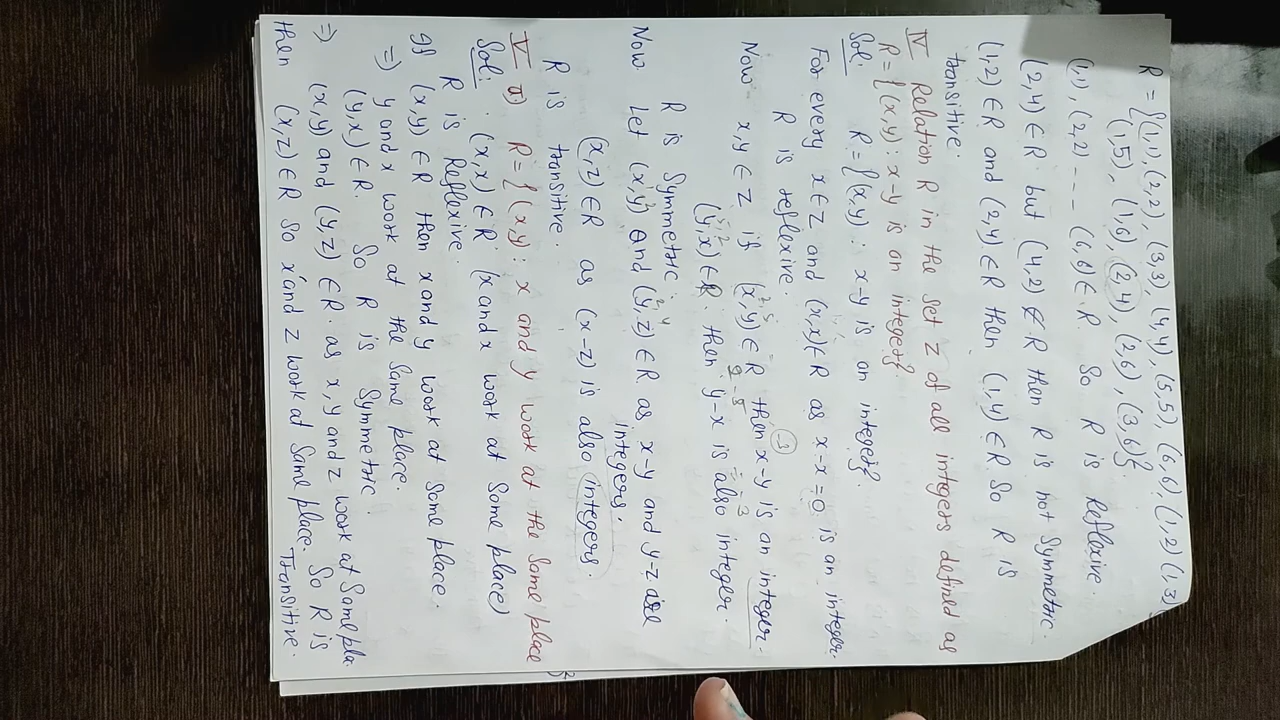 R = {(1,1), (2,2), (3,3), (4,4), (5,5), (6,6), (1,2) (1,3)
(1,5), (1,6), (2,4), (2,6), (3,6)}.
(1,1), (2,2) --- (6,6) ∈ R So R is Reflexive.
(2,4) ∈ R but (4,2) ∉ R then R is not Symmetric.
(1,2) ∈ R and (2,4) ∈ R then (1,4) ∈ R So R is
transitive.
IV Relation R in the set Z of all integers defined as
R = {(x,y): x-y is an integer}.
Sol: R = {(x,y): x-y is an integer}.
For every x ∈ Z and (x,x) ∈ R as x-x=0 is an integer.
R is reflexive.
Now x,y ∈ Z if (x,y) ∈ R then x-y is an integer.
(y,x) ∈ R then y-x is also integer.
R is Symmetric.
Now Let (x,y) and (y,z) ∈ R as x-y and y-z are
integers.
(x,z) ∈ R as (x-z) is also integers.
R is transitive.
V a) R = {(x,y): x and y work at the same place}
Sol: (x,x) ∈ R (x and x work at same place)
R is Reflexive.
If (x,y) ∈ R then x and y work at same place.
⇒ y and x work at the same place.
(y,x) ∈ R. So R is Symmetric.
⇒ (x,y) and (y,z) ∈ R. as x,y and z work at same pla
then (x,z) ∈ R So x and z work at same place. So R is
Transitive.